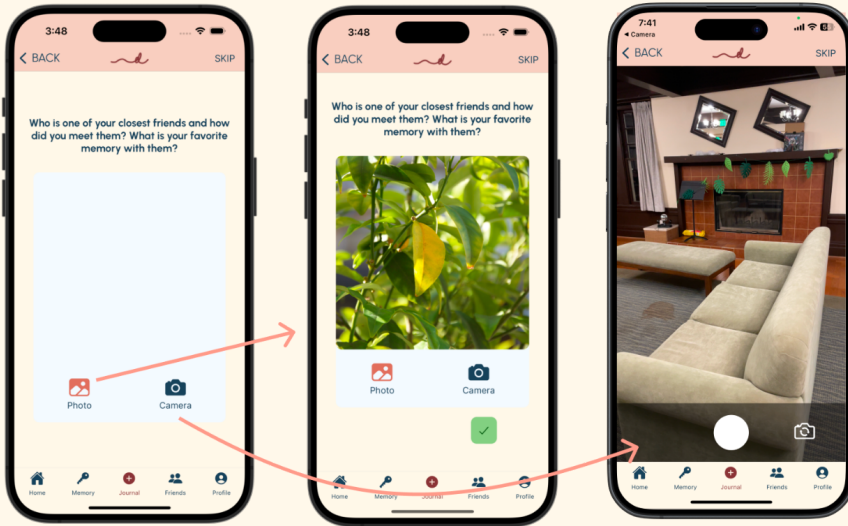 3:48
BACK
SKIP
Who is one of your closest friends and how
did you meet them? What is your favorite
memory with them?
Photo
Camera
Home
Memory
Journal
Friends
Profile
3:48
BACK
SKIP
Who is one of your closest friends and how
did you meet them? What is your favorite
memory with them?
Photo
Camera
Home
Memory
Journal
Friends
Profile
7:41
Camera
BACK
SKIP
Home
Memory
Journal
Friends
Profile